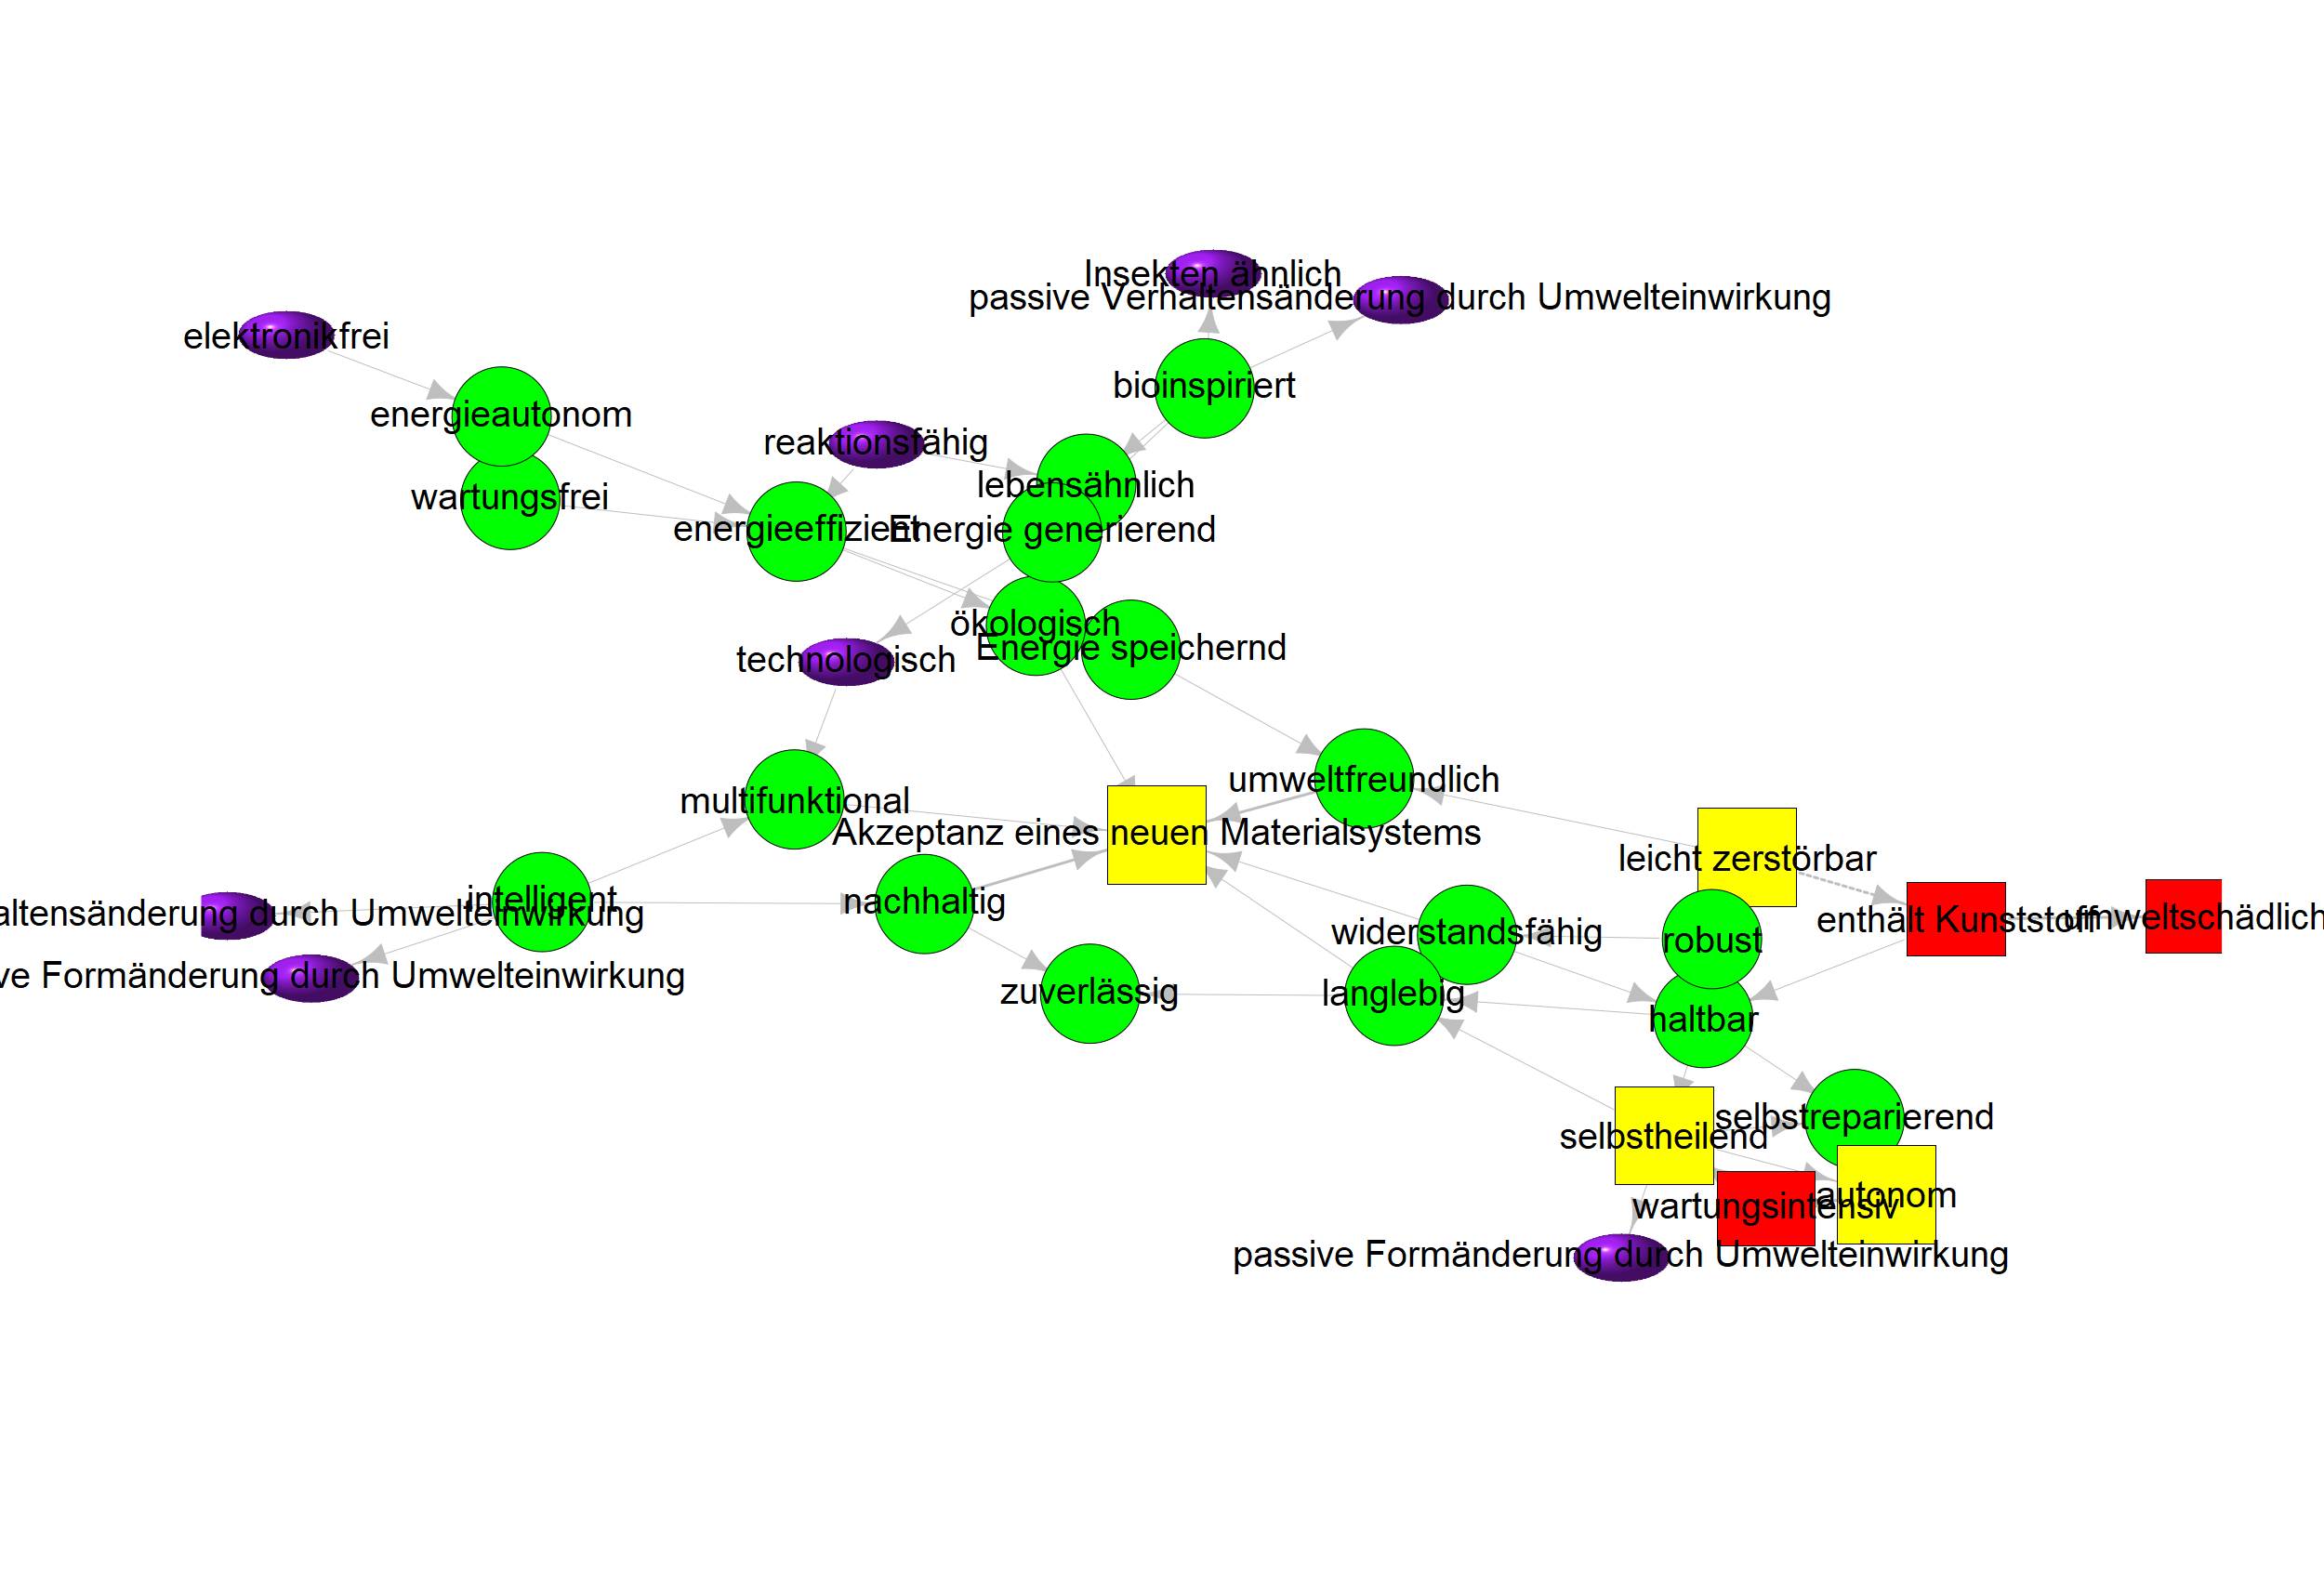 Insekten ähnlich
passive Verhaltensänderung durch Umwelteinwirkung
elektronikfrei
bioinspiriert
energieautonom
reaktionsfähig
lebensähnlich
wartungsfrei
energieeffizient
Energie generierend
ökologisch
Energie speichernd
technologisch
umweltfreundlich
multifunktional
Akzeptanz eines neuen Materialsystems
leicht zerstörbar
intelligent
nachhaltig
altensänderung durch Umwelteinwirkung
enthält Kunststoff
umweltschädlich
widerstandsfähig
robust
ve Formänderung durch Umwelteinwirkung
zuverlässig
langlebig
haltbar
selbstreparierend
selbstheilend
autonom
wartungsintensiv
passive Formänderung durch Umwelteinwirkung